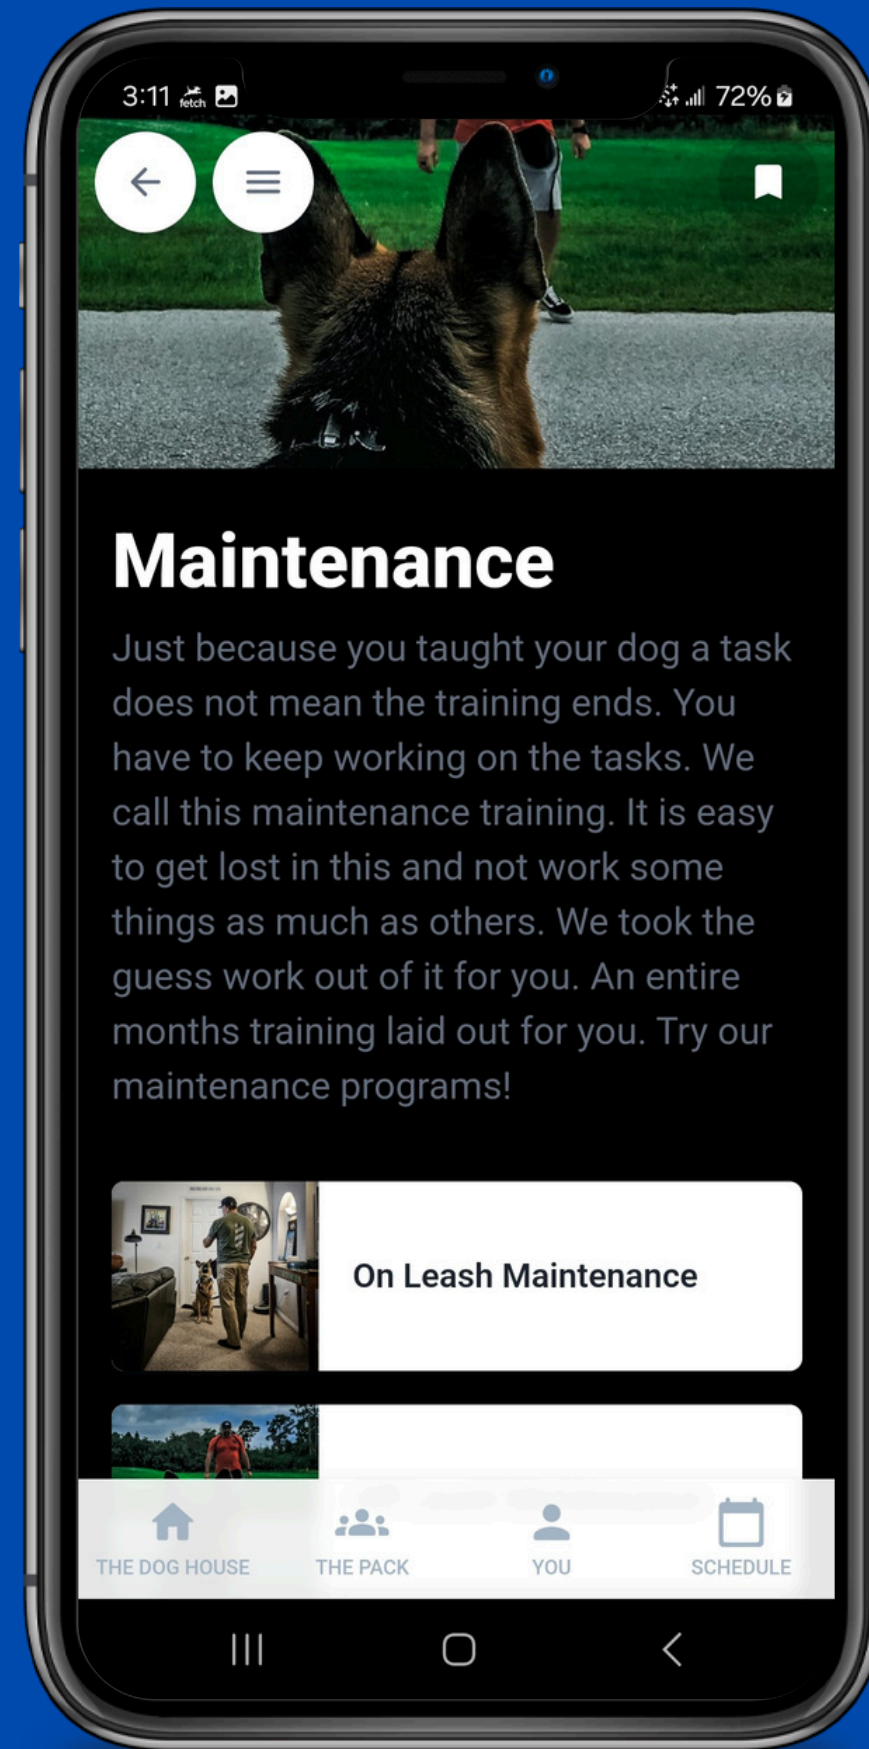 3:11 fetch 72%
Maintenance
Just because you taught your dog a task
does not mean the training ends. You
have to keep working on the tasks. We
call this maintenance training. It is easy
to get lost in this and not work some
things as much as others. We took the
guess work out of it for you. An entire
months training laid out for you. Try our
maintenance programs!
On Leash Maintenance
THE DOG HOUSE THE PACK YOU SCHEDULE